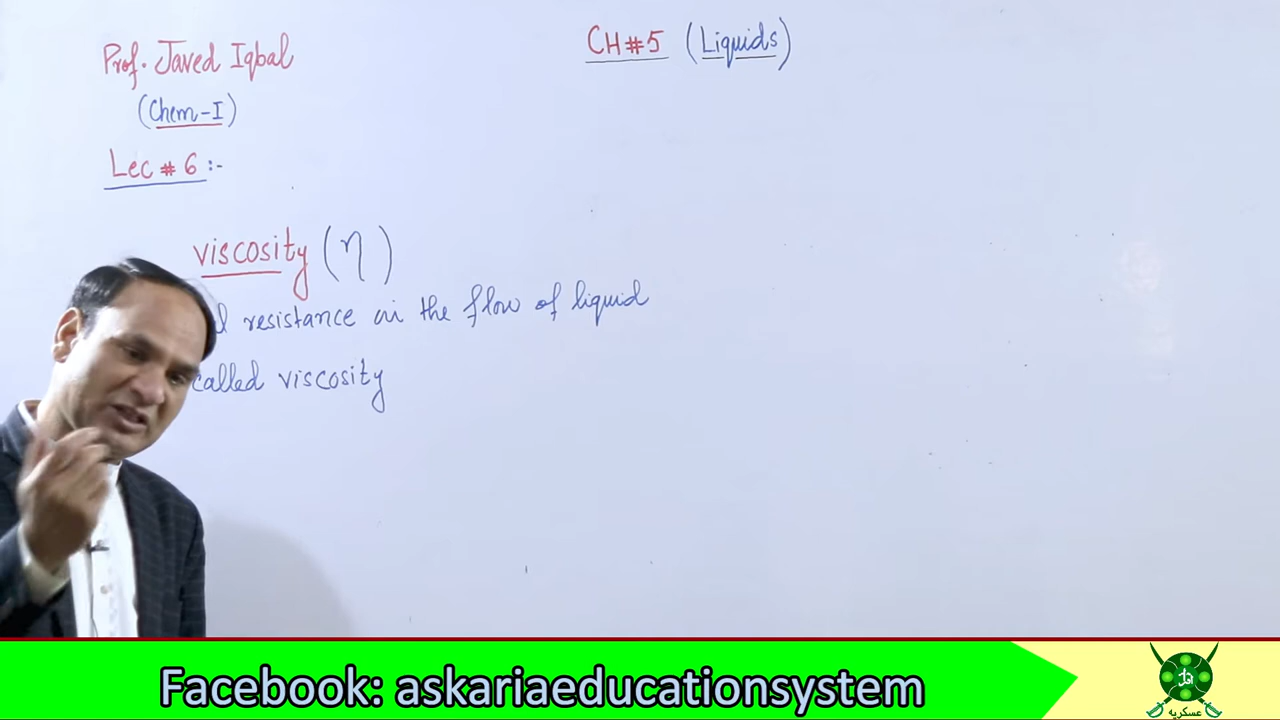 Prof. Javed Iqbal
CH#5 (Liquids)
(Chem-I)
Lec # 6 :-
viscosity (η)
resistance in the flow of liquid
called viscosity
Facebook: askariaeducationsystem
عسکریہ